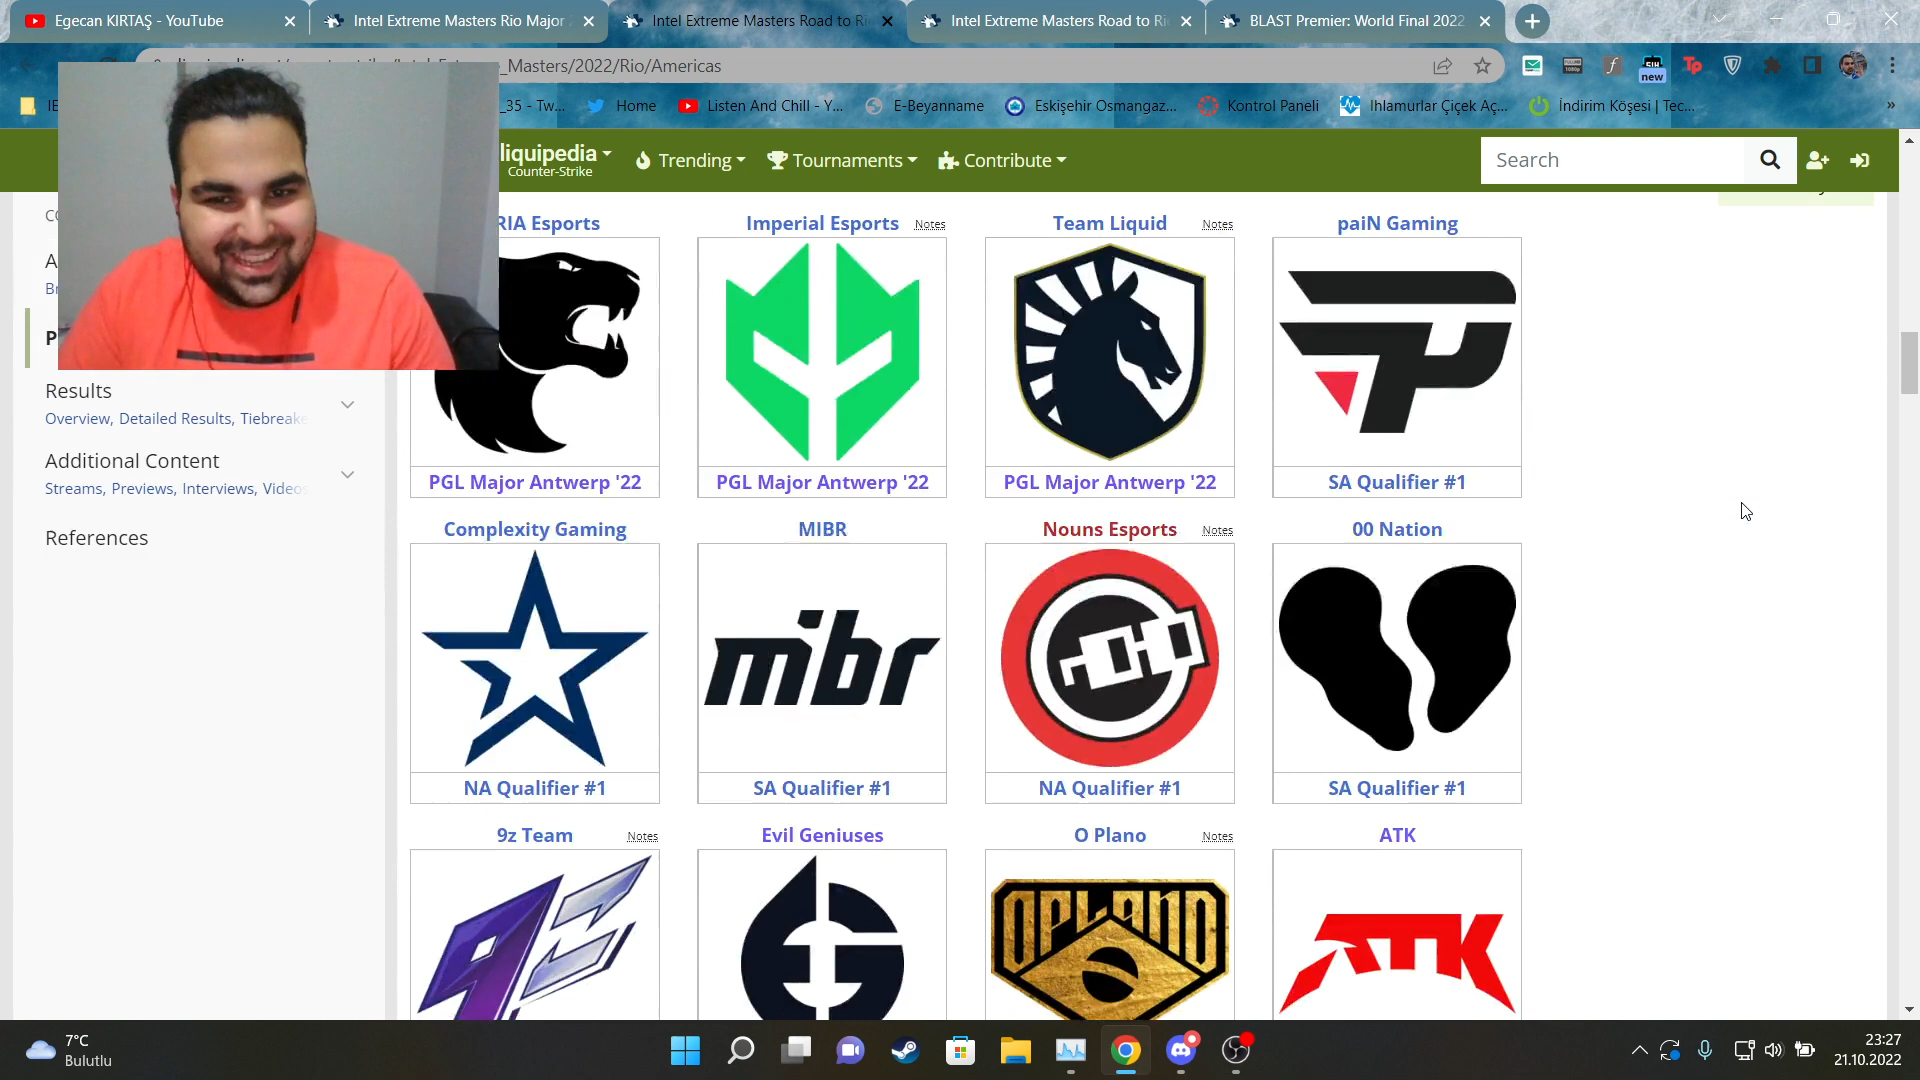 Egecan KIRTAŞ - YouTube
Intel Extreme Masters Rio Major
Intel Extreme Masters Road to Ri
Intel Extreme Masters Road to Ri
BLAST Premier: World Final 2022
_Masters/2022/Rio/Americas
new
_35 - Tw...
Home
Listen And Chill - Y...
E-Beyanname
Eskişehir Osmangaz...
Kontrol Paneli
Ihlamurlar Çiçek Aç...
İndirim Köşesi | Tec...
»
liquipedia
Counter-Strike
Trending
Tournaments
Contribute
Search
Results
Overview, Detailed Results, Tiebreake
Additional Content
Streams, Previews, Interviews, Videos
References
RIA Esports
Imperial Esports
Notes
Team Liquid
Notes
paiN Gaming
PGL Major Antwerp '22
PGL Major Antwerp '22
PGL Major Antwerp '22
SA Qualifier #1
Complexity Gaming
MIBR
Nouns Esports
Notes
00 Nation
mibr
NA Qualifier #1
SA Qualifier #1
NA Qualifier #1
SA Qualifier #1
9z Team
Notes
Evil Geniuses
O Plano
Notes
ATK
OPLANO
ATK
7°C
Bulutlu
23:27
21.10.2022